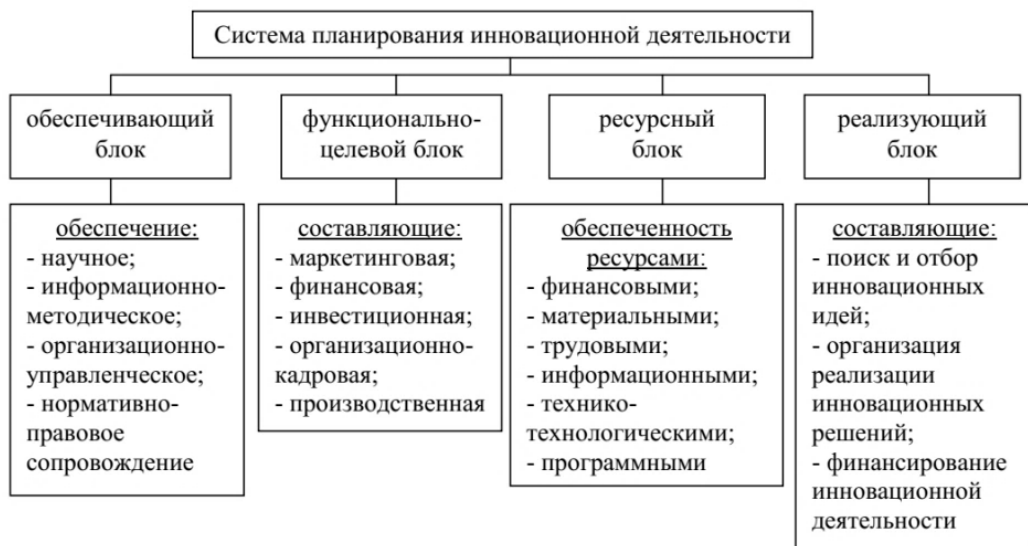 Система планирования инновационной деятельности
обеспечивающий
блок
функционально-
целевой блок
ресурсный
блок
реализующий
блок
обеспечение:
- научное;
- информационно-
методическое;
- организационно-
управленческое;
- нормативно-
правовое
сопровождение
составляющие:
- маркетинговая;
- финансовая;
- инвестиционная;
- организационно-
кадровая;
- производственная
обеспеченность
ресурсами:
- финансовыми;
- материальными;
- трудовыми;
- информационными;
- технико-
технологическими;
- программными
составляющие:
- поиск и отбор
инновационных
идей;
- организация
реализации
инновационных
решений;
- финансирование
инновационной
деятельности